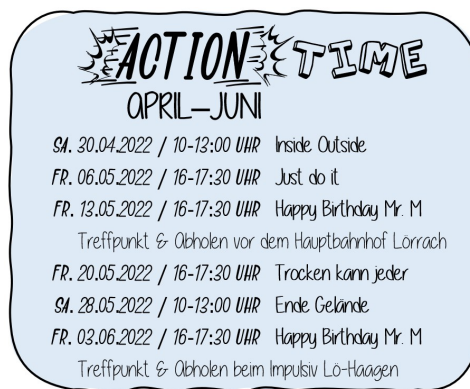 ACTION TIME
APRIL–JUNI
SA. 30.04.2022 / 10-13:00 UHR Inside Outside
FR. 06.05.2022 / 16-17:30 UHR Just do it
FR. 13.05.2022 / 16-17:30 UHR Happy Birthday Mr. M
Treffpunkt & Abholen vor dem Hauptbahnhof Lörrach
FR. 20.05.2022 / 16-17:30 UHR Trocken kann jeder
SA. 28.05.2022 / 10-13:00 UHR Ende Gelände
FR. 03.06.2022 / 16-17:30 UHR Happy Birthday Mr. M
Treffpunkt & Abholen beim Impulsiv Lö-Haagen